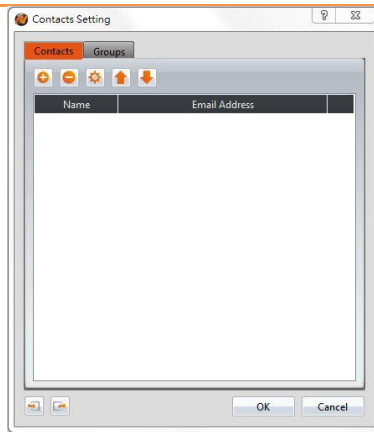 Contacts Setting
Contacts Groups
Name Email Address
OK Cancel